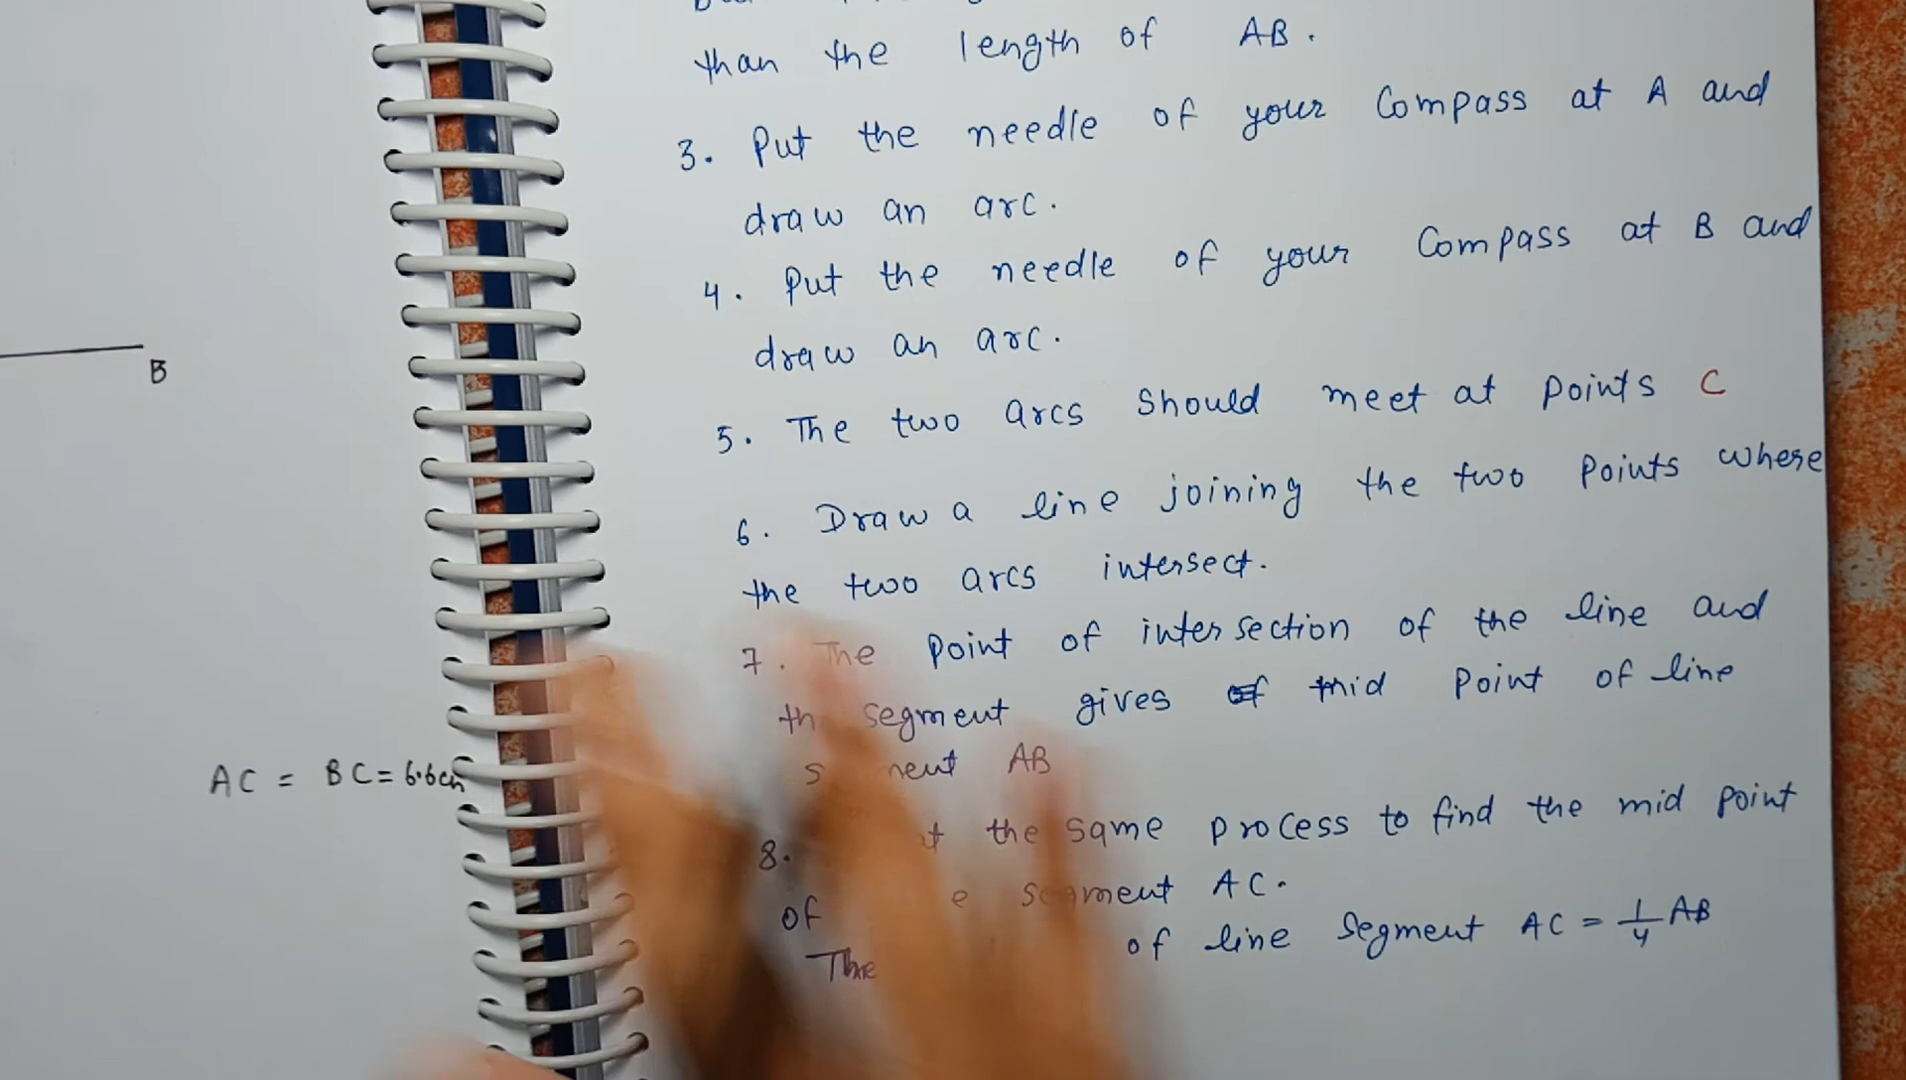 B
AC = BC = 6.6cm
than the length of AB.
3. Put the needle of your Compass at A and
draw an arc.
4. Put the needle of your Compass at B and
draw an arc.
5. The two arcs should meet at points C
6. Draw a line joining the two points where
the two arcs intersect.
7. The point of intersection of the line and
segment gives mid point of line
AB
8. the same process to find the mid point
of segment AC.
The of line segment AC = 1/4 AB